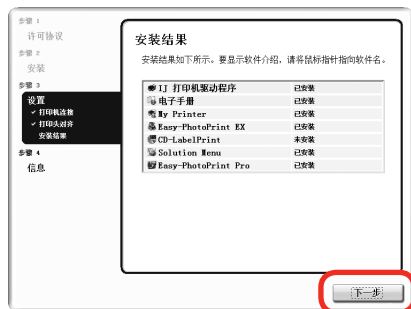 步骤 1
许可协议
步骤 2
安装
步骤 3
设置
✓ 打印机连接
✓ 打印头对齐
安装结果
步骤 4
信息
安装结果
安装结果如下所示。要显示软件介绍，请将鼠标指针指向软件名。
IJ 打印机驱动程序 已安装
电子手册 已安装
My Printer 已安装
Easy-PhotoPrint EX 已安装
CD-LabelPrint 未安装
Solution Menu 已安装
Easy-PhotoPrint Pro 已安装
下一步